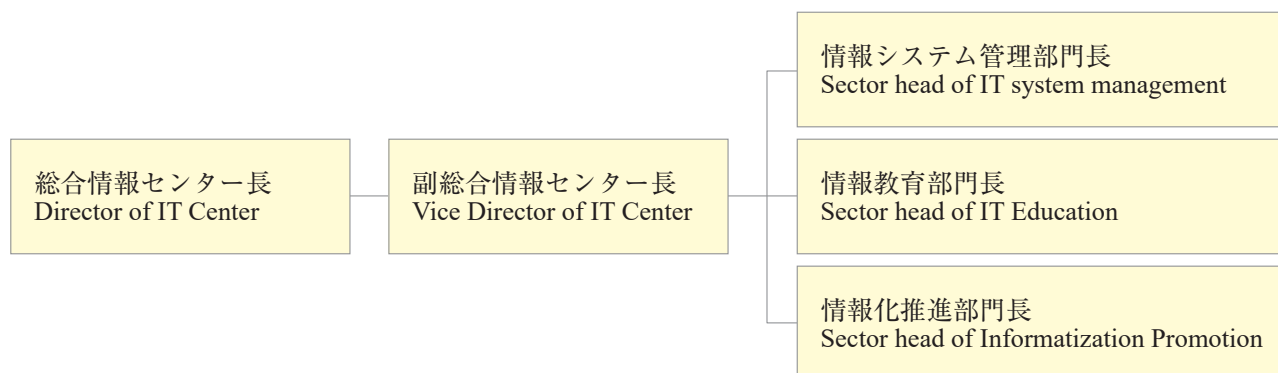 情報システム管理部門長
Sector head of IT system management
総合情報センター長
Director of IT Center
副総合情報センター長
Vice Director of IT Center
情報教育部門長
Sector head of IT Education
情報化推進部門長
Sector head of Informatization Promotion